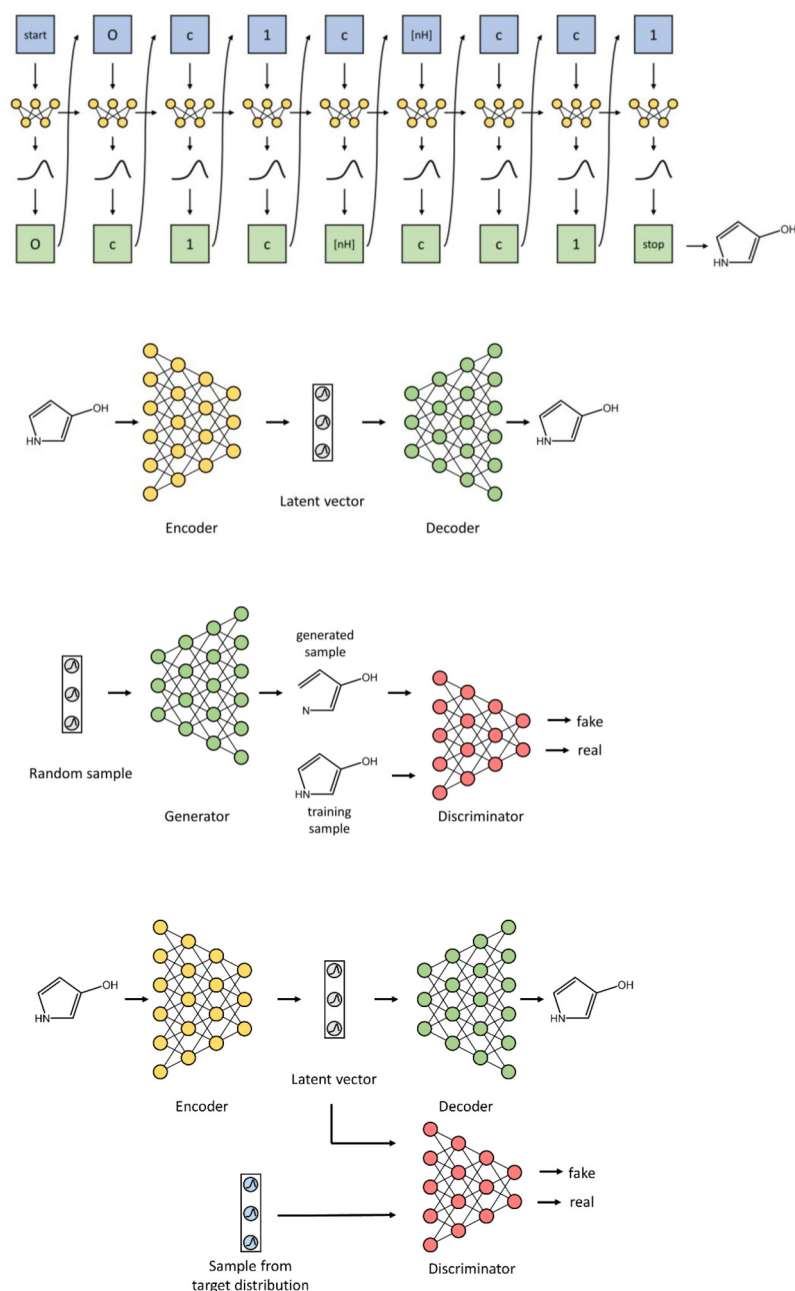 start O c 1 c [nH] c c 1
O c 1 c [nH] c c 1 stop
OH
HN
OH
HN
OH
HN
Latent vector
Encoder Decoder
generated
sample
OH
N
fake
real
OH
HN
Random sample
training
sample
Generator Discriminator
OH
HN
OH
HN
Latent vector
Encoder Decoder
fake
real
Sample from
target distribution
Discriminator